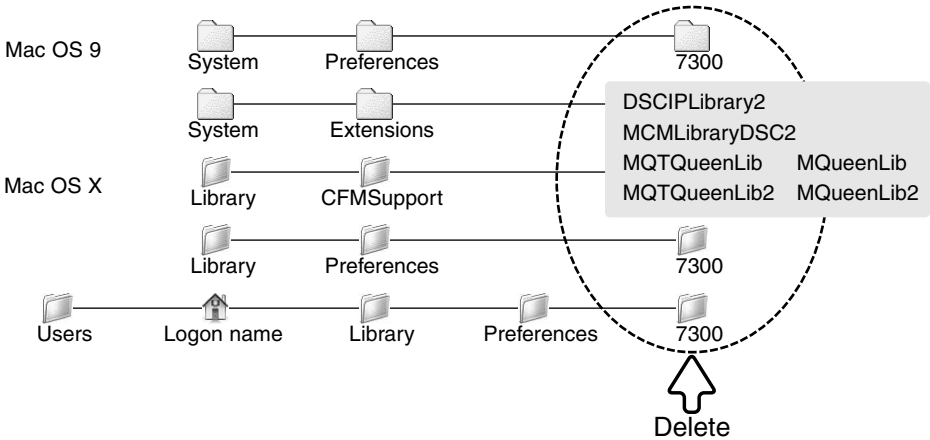 Mac OS 9
System Preferences 7300
System Extensions
DSCIPLibrary2
MCMLibraryDSC2
MQTQueenLib MQueenLib
MQTQueenLib2 MQueenLib2
Mac OS X
Library CFMSupport
Library Preferences 7300
Users Logon name Library Preferences 7300
Delete